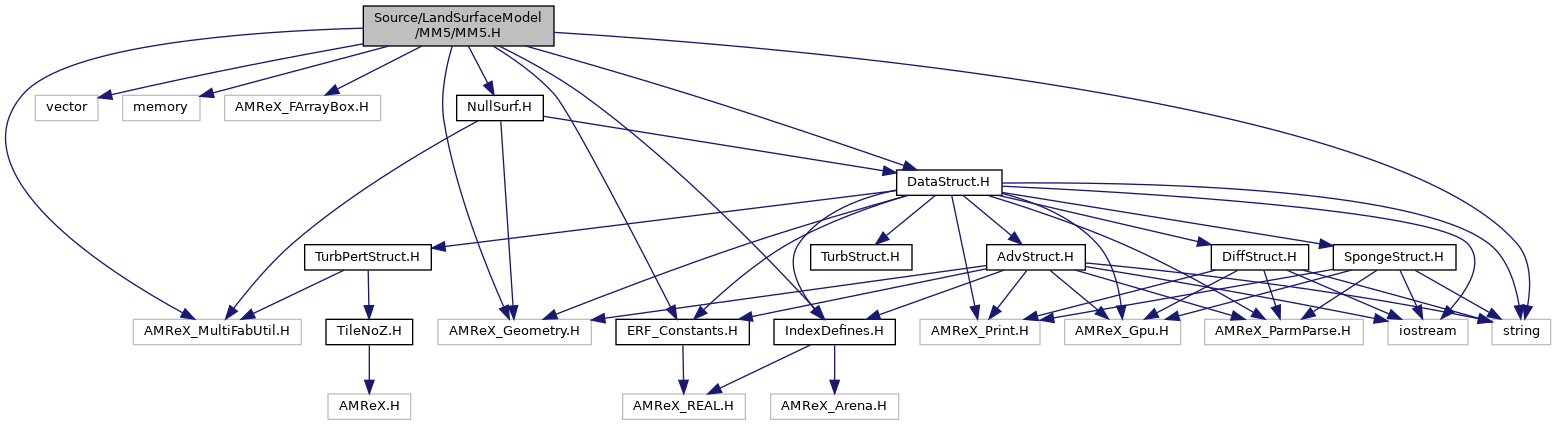 Source/LandSurfaceModel
/MM5/MM5.H
vector
memory
AMReX_FArrayBox.H
NullSurf.H
DataStruct.H
TurbPertStruct.H
TurbStruct.H
AdvStruct.H
DiffStruct.H
SpongeStruct.H
AMReX_MultiFabUtil.H
TileNoZ.H
AMReX_Geometry.H
ERF_Constants.H
IndexDefines.H
AMReX_Print.H
AMReX_Gpu.H
AMReX_ParmParse.H
iostream
string
AMReX.H
AMReX_REAL.H
AMReX_Arena.H